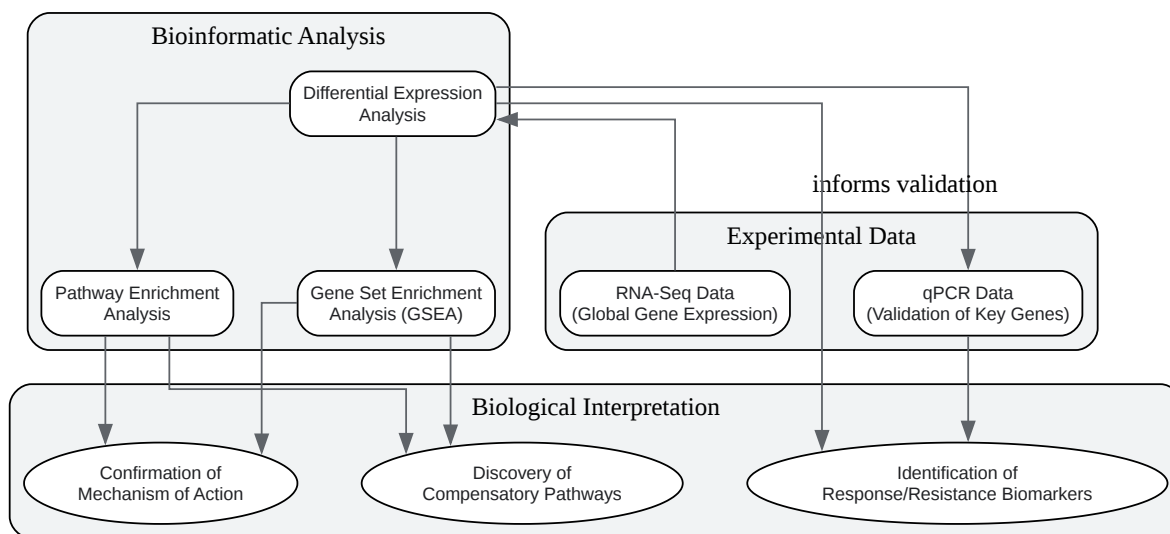 Bioinformatic Analysis
Differential Expression
Analysis
informs validation
Experimental Data
Pathway Enrichment
Analysis
Gene Set Enrichment
Analysis (GSEA)
RNA-Seq Data
(Global Gene Expression)
qPCR Data
(Validation of Key Genes)
Biological Interpretation
Confirmation of
Mechanism of Action
Discovery of
Compensatory Pathways
Identification of
Response/Resistance Biomarkers